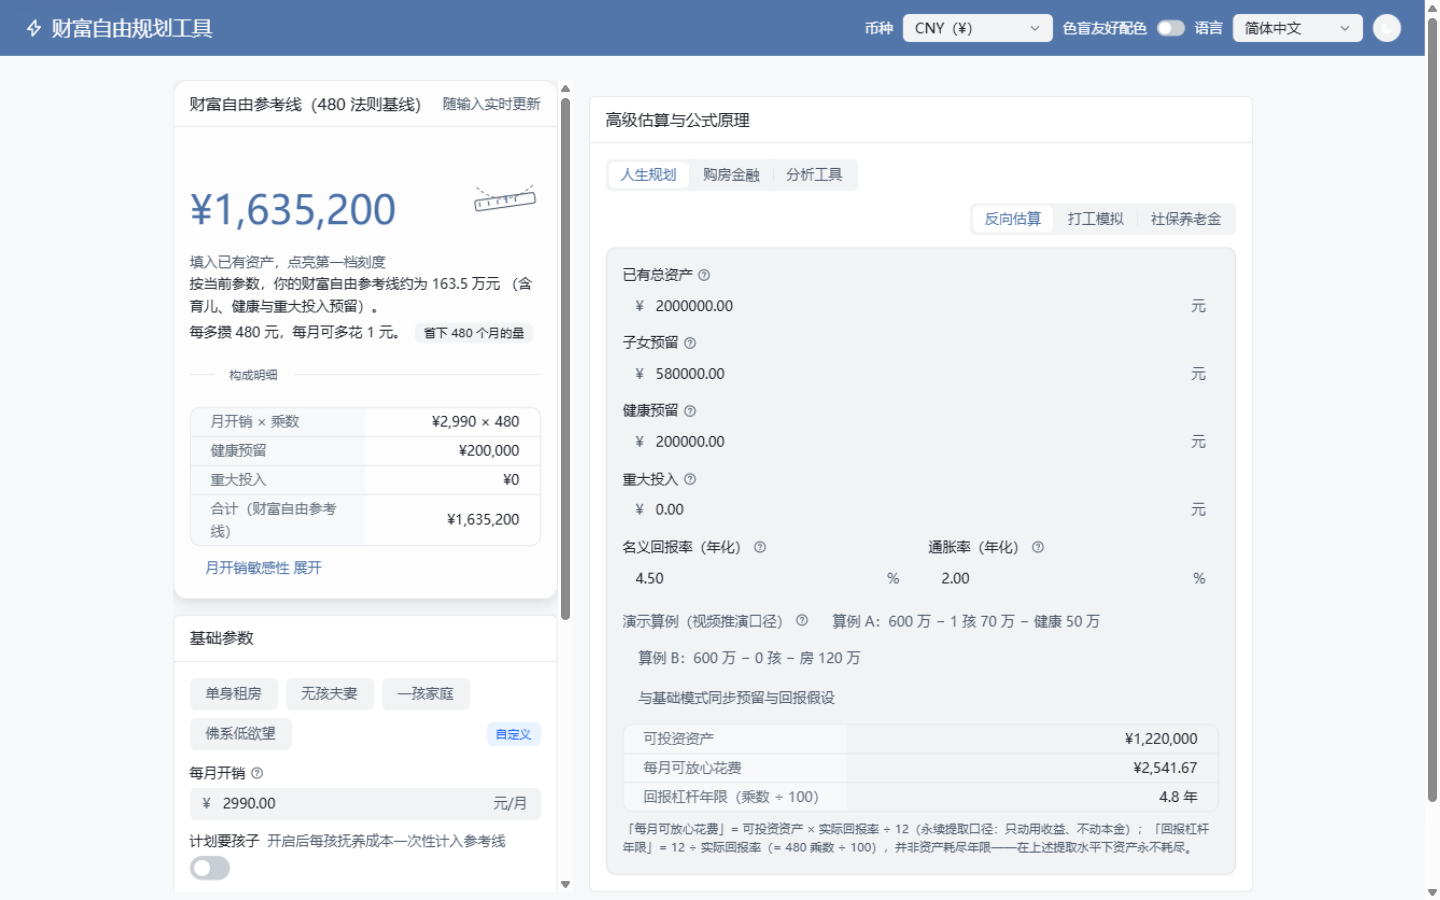 财富自由规划工具
币种 CNY（¥） 色盲友好配色 语言 简体中文
财富自由参考线（480 法则基线） 随输入实时更新
¥1,635,200
填入已有资产，点亮第一档刻度
按当前参数，你的财富自由参考线约为 163.5 万元 （含
育儿、健康与重大投入预留）。
每多攒 480 元，每月可多花 1 元。 省下 480 个月的量
构成明细
月开销 × 乘数 ¥2,990 × 480
健康预留 ¥200,000
重大投入 ¥0
合计（财富自由参考
线） ¥1,635,200
月开销敏感性 展开
基础参数
单身租房 无孩夫妻 一孩家庭
佛系低欲望 自定义
每月开销
¥ 2990.00 元/月
计划要孩子 开启后每孩抚养成本一次性计入参考线
高级估算与公式原理
人生规划 购房金融 分析工具
反向估算 打工模拟 社保养老金
已有总资产
¥ 2000000.00 元
子女预留
¥ 580000.00 元
健康预留
¥ 200000.00 元
重大投入
¥ 0.00 元
名义回报率（年化） 通胀率（年化）
4.50 % 2.00 %
演示算例（视频推演口径） 算例 A：600 万 − 1 孩 70 万 − 健康 50 万
算例 B：600 万 − 0 孩 − 房 120 万
与基础模式同步预留与回报假设
可投资资产 ¥1,220,000
每月可放心花费 ¥2,541.67
回报杠杆年限（乘数 ÷ 100） 4.8 年
「每月可放心花费」= 可投资资产 × 实际回报率 ÷ 12（永续提取口径：只动用收益、不动本金）；「回报杠杆
年限」= 12 ÷ 实际回报率（= 480 乘数 ÷ 100），并非资产耗尽年限——在上述提取水平下资产永不耗尽。